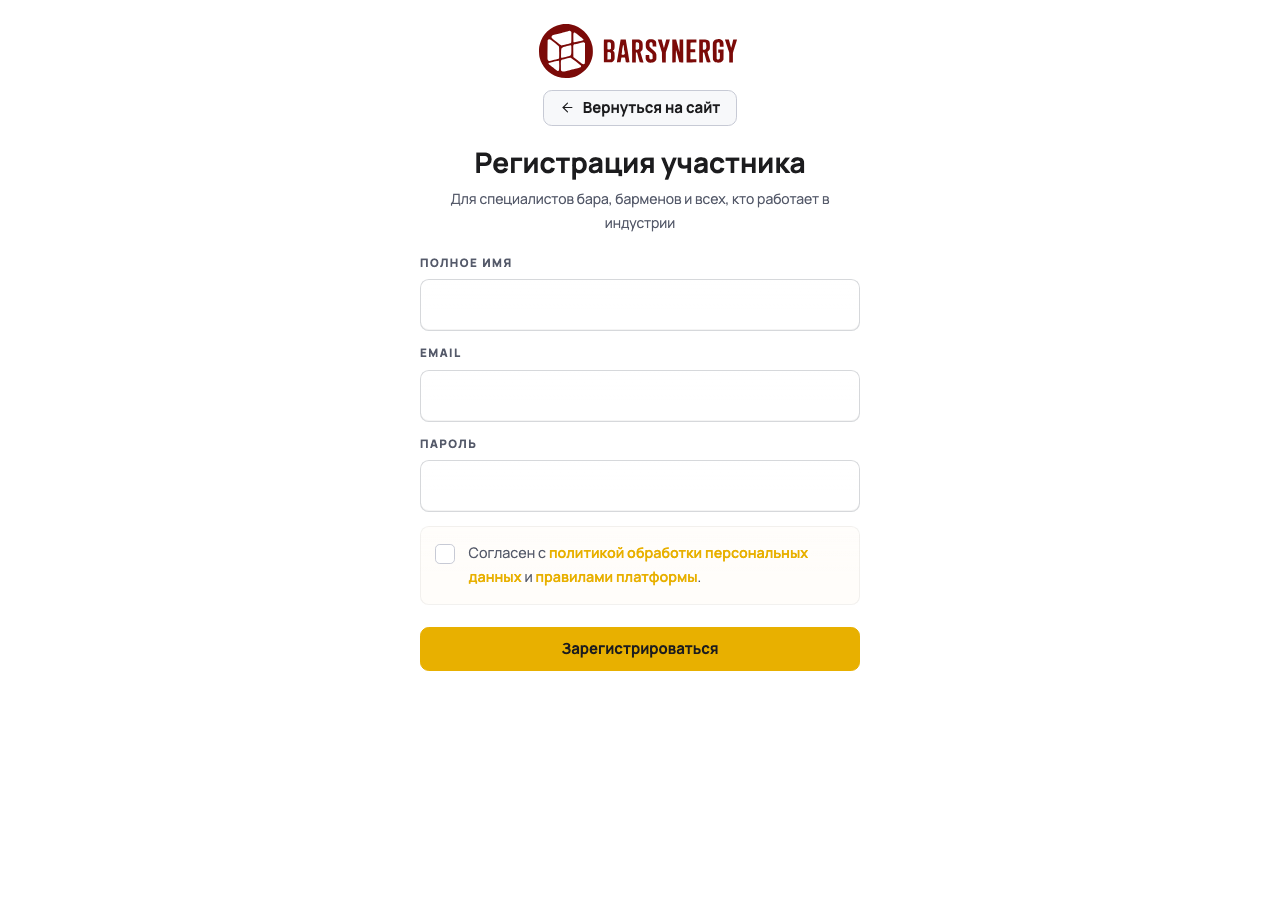 BARSYNERGY
← Вернуться на сайт
Регистрация участника
Для специалистов бара, барменов и всех, кто работает в
индустрии
ПОЛНОЕ ИМЯ
EMAIL
ПАРОЛЬ
Согласен с политикой обработки персональных
данных и правилами платформы.
Зарегистрироваться